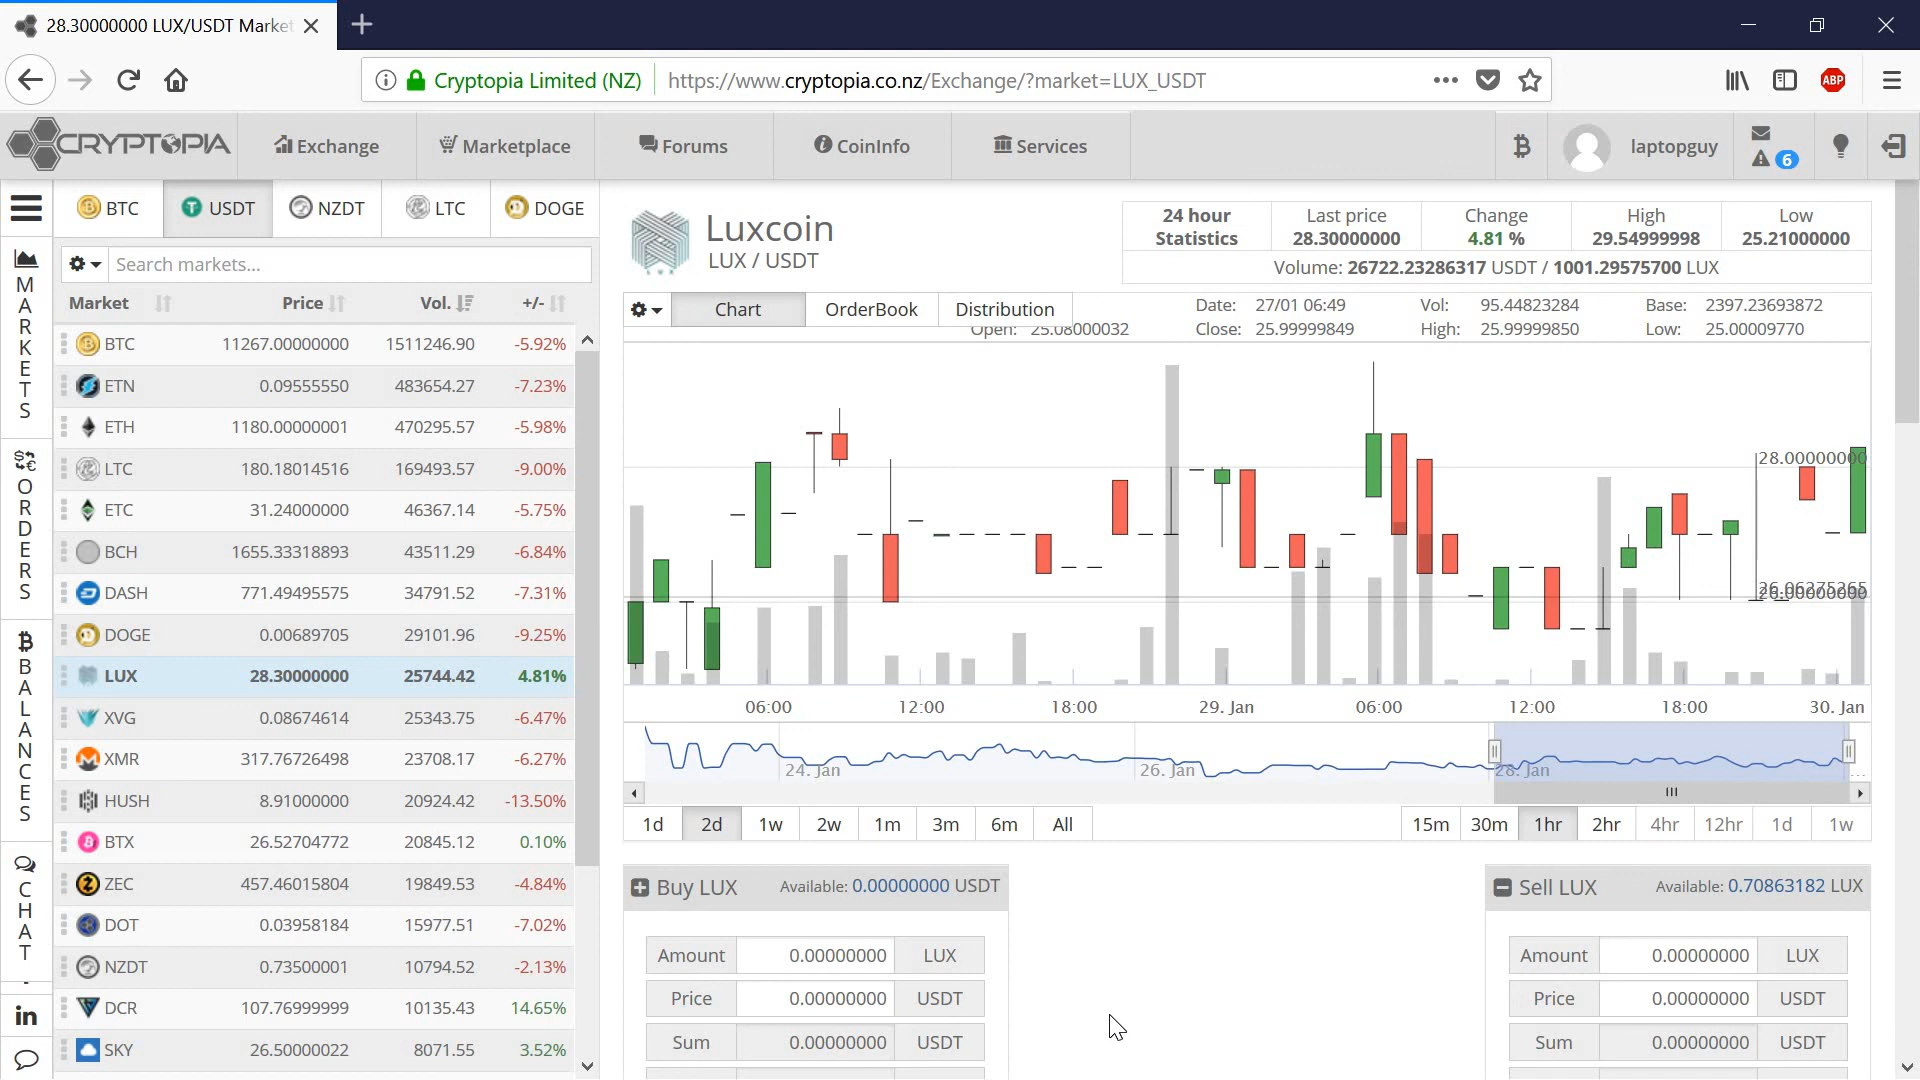 28.30000000 LUX/USDT Market
Cryptopia Limited (NZ) https://www.cryptopia.co.nz/Exchange/?market=LUX_USDT
ABP
CRYPTOPIA Exchange Marketplace Forums CoinInfo Services laptopguy 6
BTC USDT NZDT LTC DOGE
Search markets...
Market Price Vol. +/-
BTC 11267.00000000 1511246.90 -5.92%
ETN 0.09555550 483654.27 -7.23%
ETH 1180.00000001 470295.57 -5.98%
LTC 180.18014516 169493.57 -9.00%
ETC 31.24000000 46367.14 -5.75%
BCH 1655.33318893 43511.29 -6.84%
DASH 771.49495575 34791.52 -7.31%
DOGE 0.00689705 29101.96 -9.25%
LUX 28.30000000 25744.42 4.81%
XVG 0.08674614 25343.75 -6.47%
XMR 317.76726498 23708.17 -6.27%
HUSH 8.91000000 20924.42 -13.50%
BTX 26.52704772 20845.12 0.10%
ZEC 457.46015804 19849.53 -4.84%
DOT 0.03958184 15977.51 -7.02%
NZDT 0.73500001 10794.52 -2.13%
DCR 107.76999999 10135.43 14.65%
SKY 26.50000022 8071.55 3.52%
MARKETS
ORDERS
BALANCES
CHAT
in
Luxcoin
LUX / USDT
24 hour Statistics
Last price 28.30000000
Change 4.81 %
High 29.54999998
Low 25.21000000
Volume: 26722.23286317 USDT / 1001.29575700 LUX
Chart OrderBook Distribution
Date: 27/01 06:49 Vol: 95.44823284 Base: 2397.23693872
Open: 25.08000032 Close: 25.99999849 High: 25.99999850 Low: 25.00009770
28.00000000
26.06275265
26.00000000
06:00 12:00 18:00 29. Jan 06:00 12:00 18:00 30. Jan
24. Jan 26. Jan 28. Jan
1d 2d 1w 2w 1m 3m 6m All 15m 30m 1hr 2hr 4hr 12hr 1d 1w
Buy LUX Available: 0.00000000 USDT
Amount 0.00000000 LUX
Price 0.00000000 USDT
Sum 0.00000000 USDT
Sell LUX Available: 0.70863182 LUX
Amount 0.00000000 LUX
Price 0.00000000 USDT
Sum 0.00000000 USDT